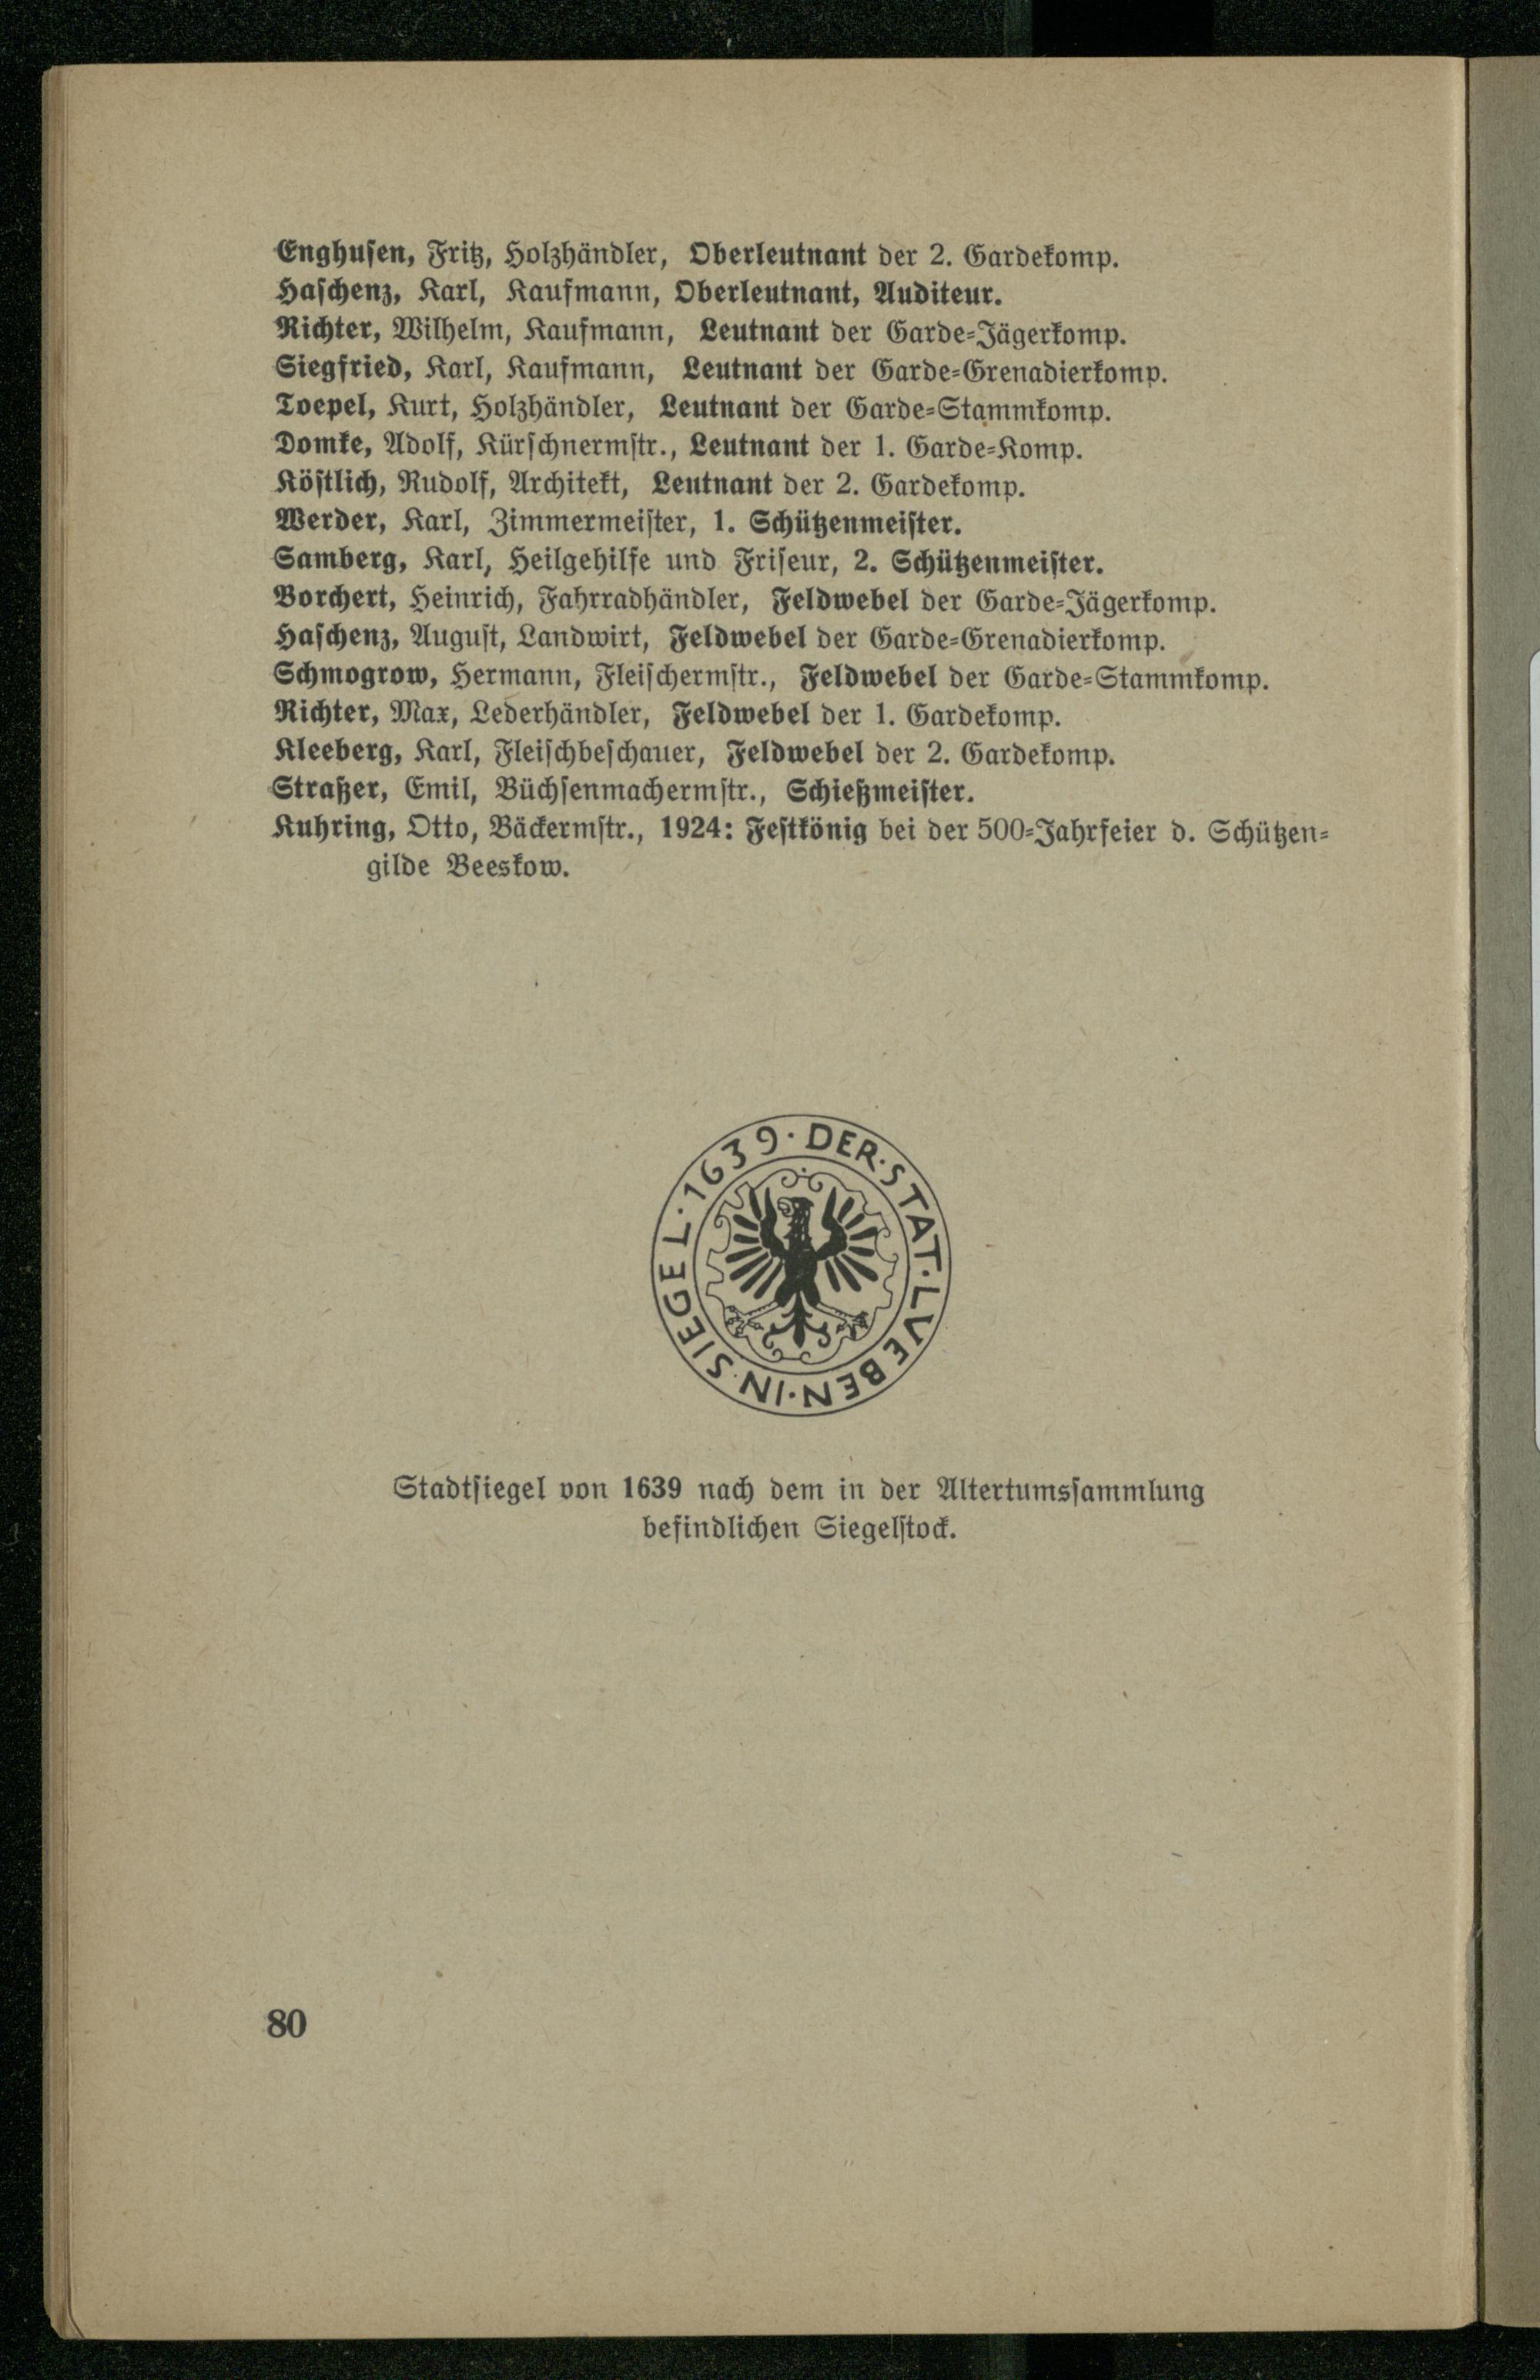 Enghusen, Fritz, Holzhändler, Oberleutnant der 2. Gardekomp.
Haschenz, Karl, Kaufmann, Oberleutnant, Auditeur.
Richter, Wilhelm, Kaufmann, Leutnant der Garde-Jägerkomp.
Siegfried, Karl, Kaufmann, Leutnant der Garde-Grenadierkomp.
Toepel, Kurt, Holzhändler, Leutnant der Garde-Stammkomp.
Domke, Adolf, Kürschnermstr., Leutnant der 1. Garde-Komp.
Köstlich, Rudolf, Architekt, Leutnant der 2. Gardekomp.
Werder, Karl, Zimmermeister, 1. Schützenmeister.
Samberg, Karl, Heilgehilfe und Friseur, 2. Schützenmeister.
Borchert, Heinrich, Fahrradhändler, Feldwebel der Garde-Jägerkomp.
Haschenz, August, Landwirt, Feldwebel der Garde-Grenadierkomp.
Schmogrow, Hermann, Fleischermstr., Feldwebel der Garde-Stammkomp.
Richter, Max, Lederhändler, Feldwebel der 1. Gardekomp.
Kleeberg, Karl, Fleischbeschauer, Feldwebel der 2. Gardekomp.
Straßer, Emil, Büchsenmachermstr., Schießmeister.
Kuhring, Otto, Bäckermstr., 1924: Festkönig bei der 500-Jahrfeier d. Schützen-
gilde Beeskow.
1639 · DER · STAT · LVEBEN · IN · SIEGEL ·
Stadtsiegel von 1639 nach dem in der Altertumssammlung
befindlichen Siegelstock.
80